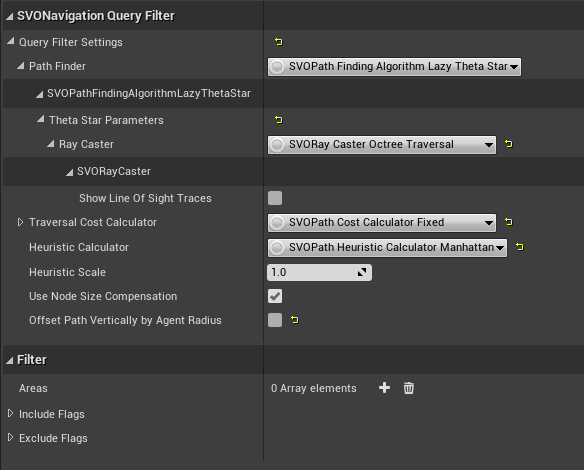 SVONavigation Query Filter
Query Filter Settings
Path Finder SVOPath Finding Algorithm Lazy Theta Star
SVOPathFindingAlgorithmLazyThetaStar
Theta Star Parameters
Ray Caster SVORay Caster Octree Traversal
SVORayCaster
Show Line Of Sight Traces
Traversal Cost Calculator SVOPath Cost Calculator Fixed
Heuristic Calculator SVOPath Heuristic Calculator Manhattan
Heuristic Scale 1.0
Use Node Size Compensation
Offset Path Vertically by Agent Radius
Filter
Areas 0 Array elements
Include Flags
Exclude Flags